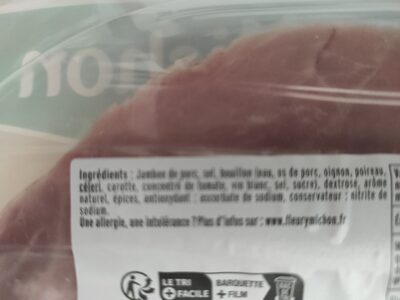 Ingrédients : Jambon de porc, sel, bouillon (eau, os de porc, oignon, poireau,
céleri, carotte, concentré de tomate, vin blanc, sel, sucre), dextrose, arôme
naturel, épices, antioxydant : ascorbate de sodium, conservateur : nitrite de
sodium.
Une allergie, une intolérance ? Plus d'infos sur : www.fleurymichon.fr
LE TRI
+ FACILE
BARQUETTE
+ FILM